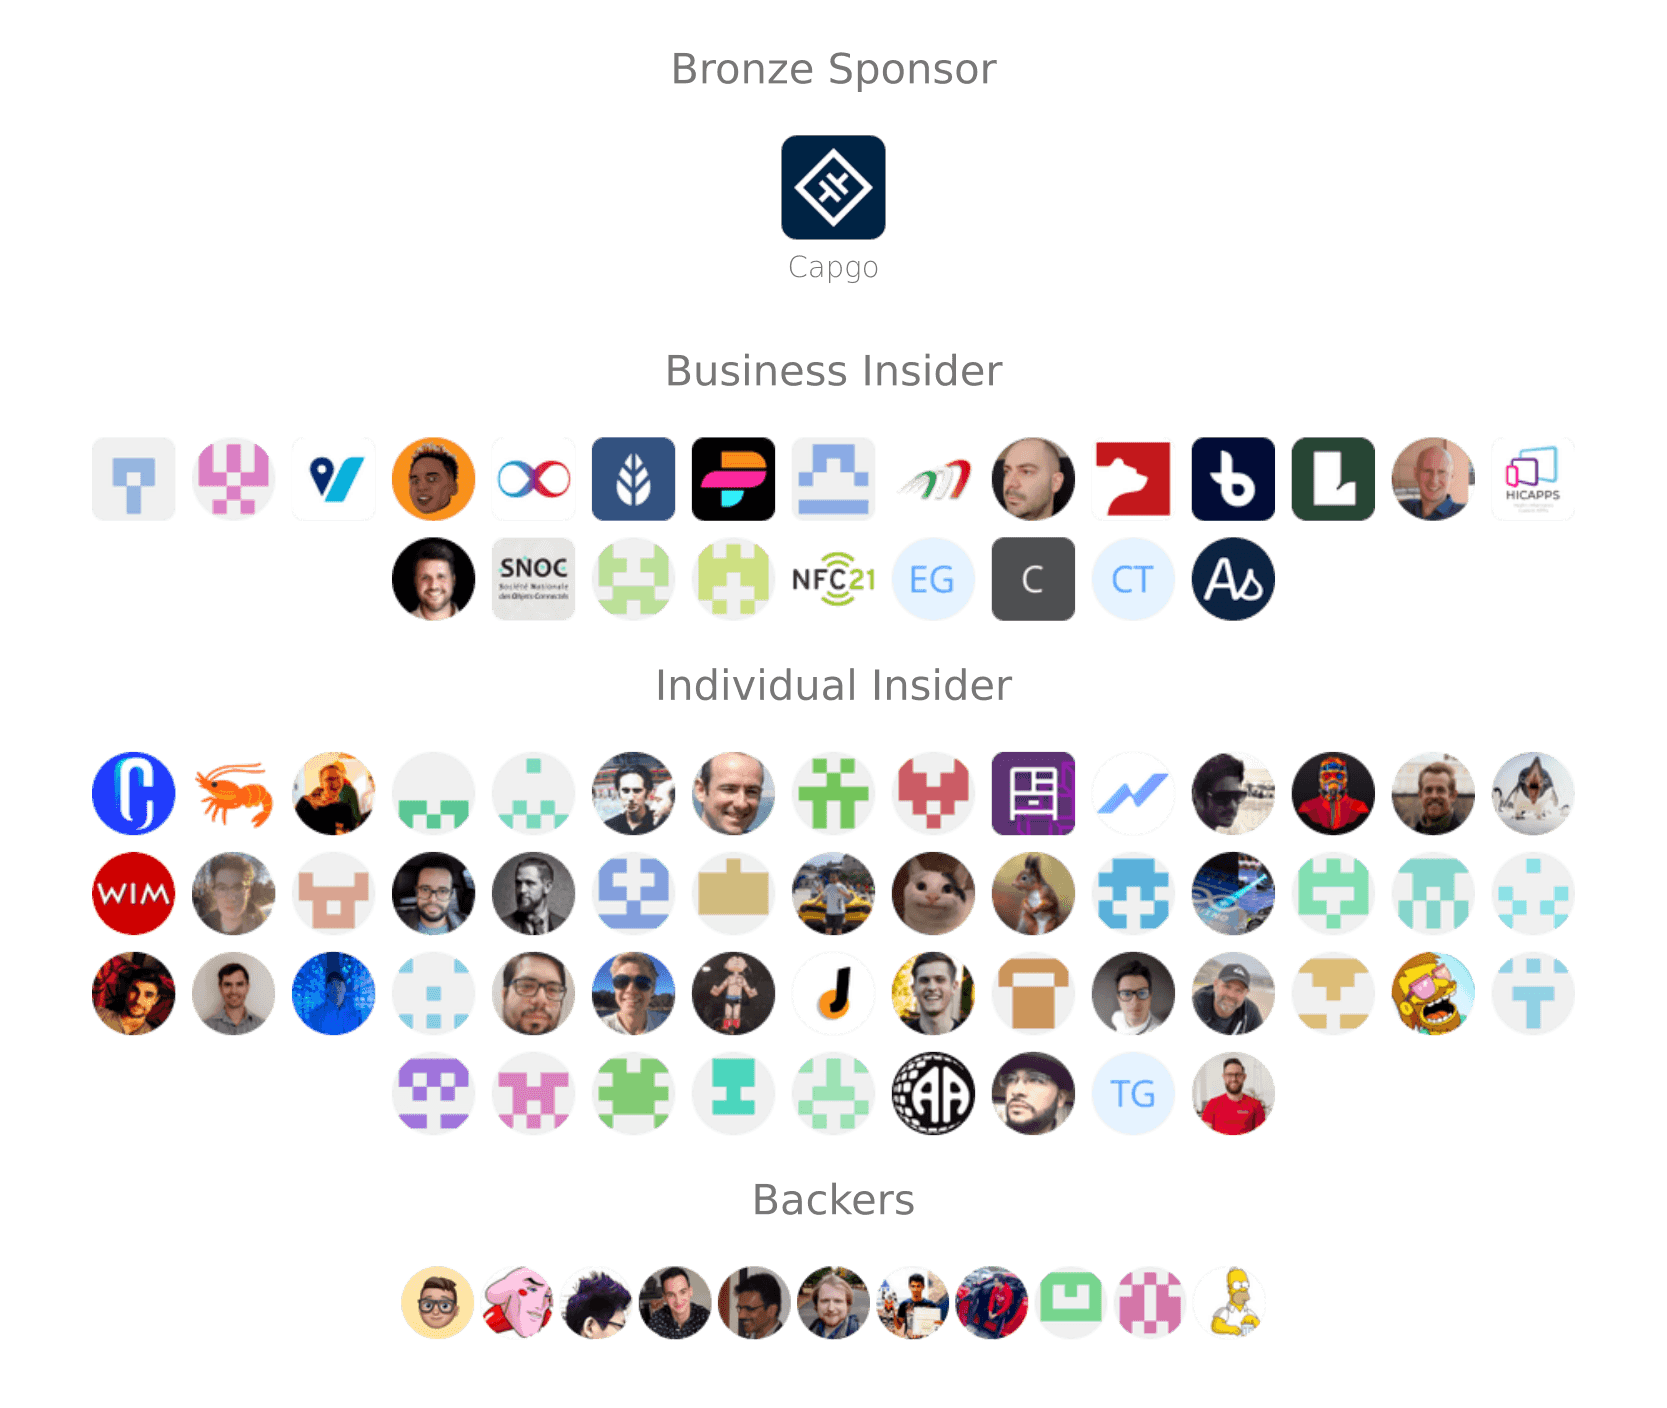 Bronze Sponsor
Capgo
Business Insider
HICAPPS
SNOC
Société Nationale
des Objets Connectés
NFC21
EG
C
CT
As
Individual Insider
WIM
AA
TG
Backers